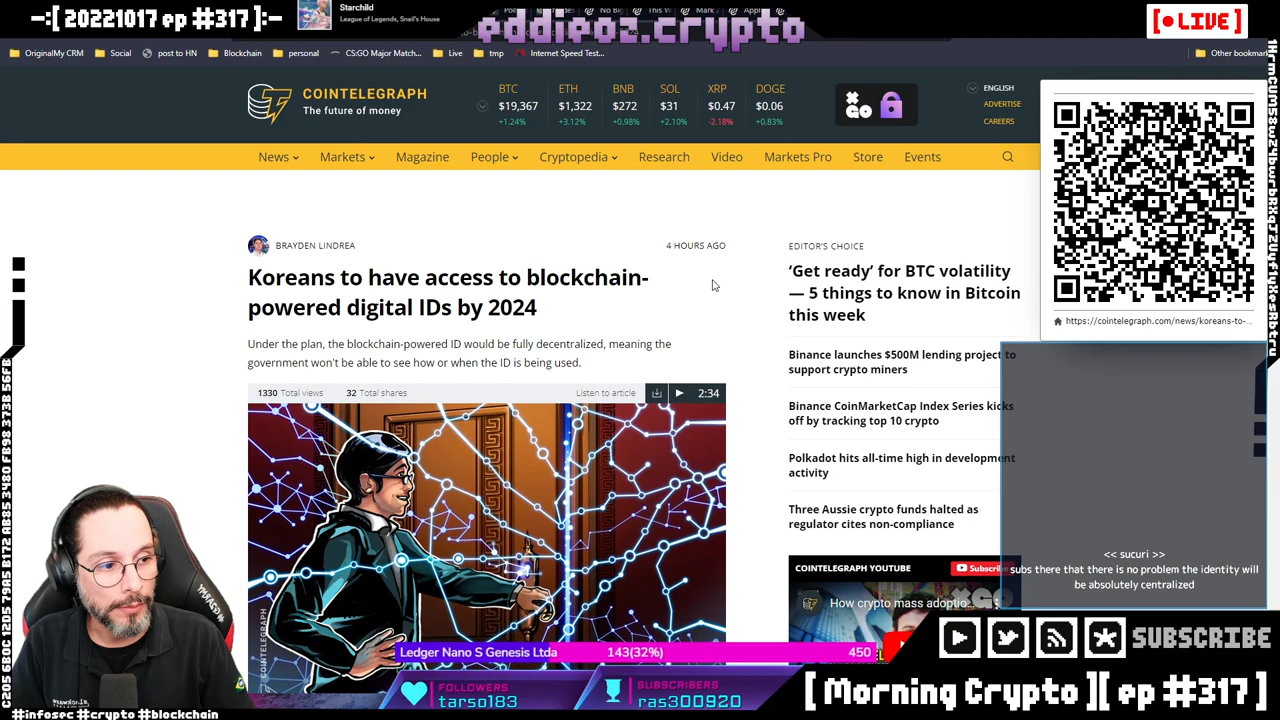 -:[ 20221017 ep #317]:-
Starchild
League of Legends, Snail's House
eddieoz.crypto
[● LIVE]
OriginalMy CRM
Social
post to HN
Blockchain
personal
CS:GO Major Match...
Live
tmp
Internet Speed Test...
Other bookmar
COINTELEGRAPH
The future of money
BTC
$19,367
+1.24%
ETH
$1,322
+3.12%
BNB
$272
+0.98%
SOL
$31
+2.10%
XRP
$0.47
-2.18%
DOGE
$0.06
+0.83%
ENGLISH
ADVERTISE
CAREERS
News
Markets
Magazine
People
Cryptopedia
Research
Video
Markets Pro
Store
Events
BRAYDEN LINDREA
4 HOURS AGO
Koreans to have access to blockchain-
powered digital IDs by 2024
Under the plan, the blockchain-powered ID would be fully decentralized, meaning the
government won't be able to see how or when the ID is being used.
1330 Total views
32 Total shares
Listen to article
2:34
COINTELEGRAPH
EDITOR'S CHOICE
‘Get ready’ for BTC volatility
— 5 things to know in Bitcoin
this week
Binance launches $500M lending project to
support crypto miners
Binance CoinMarketCap Index Series kicks
off by tracking top 10 crypto
Polkadot hits all-time high in development
activity
Three Aussie crypto funds halted as
regulator cites non-compliance
COINTELEGRAPH YOUTUBE
Subscribe
How crypto mass adoptio...
https://cointelegraph.com/news/koreans-to-...
<< sucuri >>
subs there that there is no problem the identity will
be absolutely centralized
Ledger Nano S Genesis Ltda
143(32%)
450
FOLLOWERS
tarso183
SUBSCRIBERS
ras300920
SUBSCRIBE
[ Morning Crypto ][ ep #317 ]
#infosec #crypto #blockchain